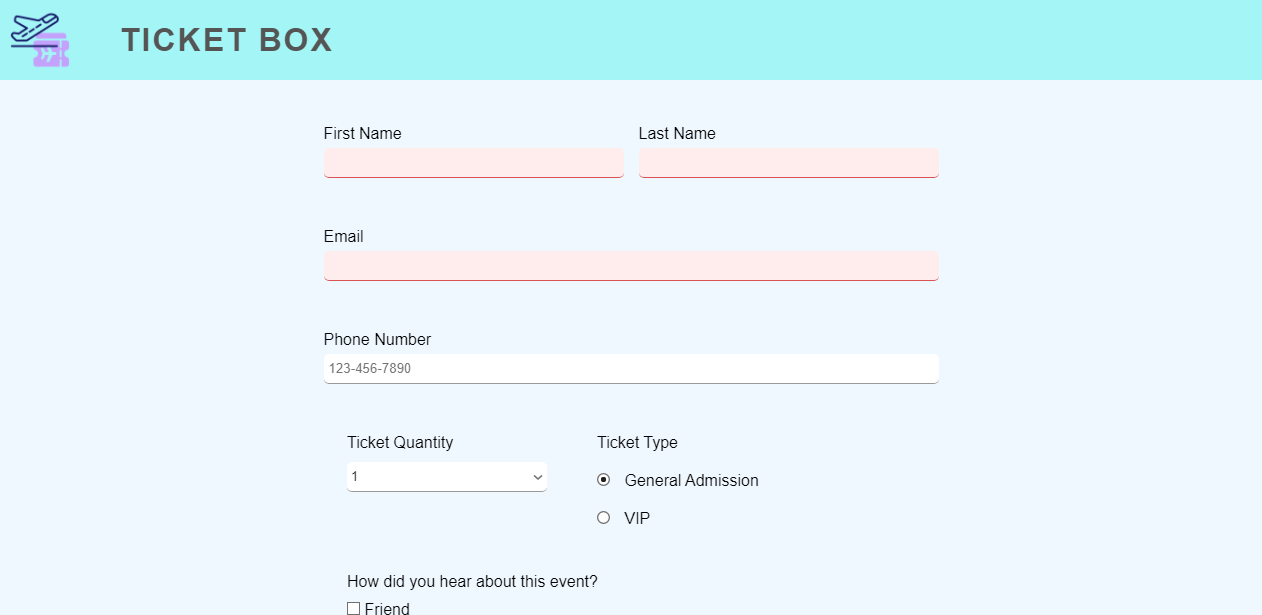 TICKET BOX
First Name Last Name
Email
Phone Number
123-456-7890
Ticket Quantity Ticket Type
1
General Admission
VIP
How did you hear about this event?
Friend